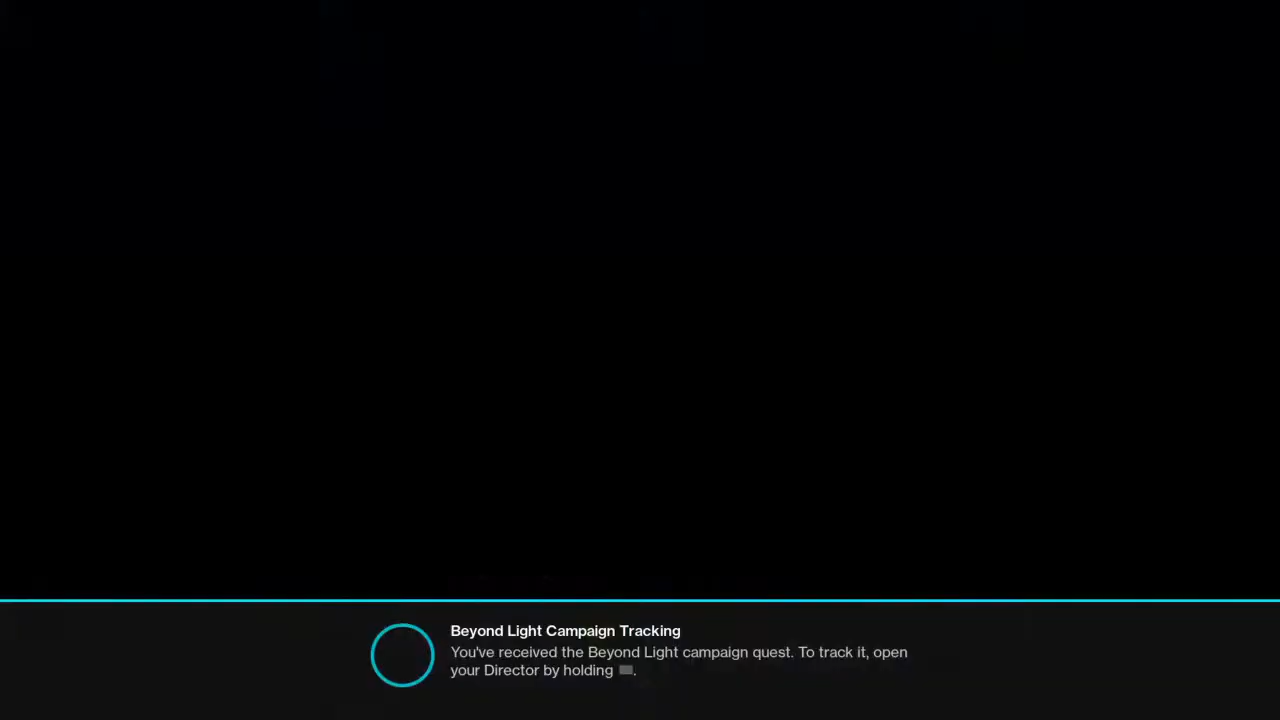 Beyond Light Campaign Tracking
You've received the Beyond Light campaign quest. To track it, open
your Director by holding .